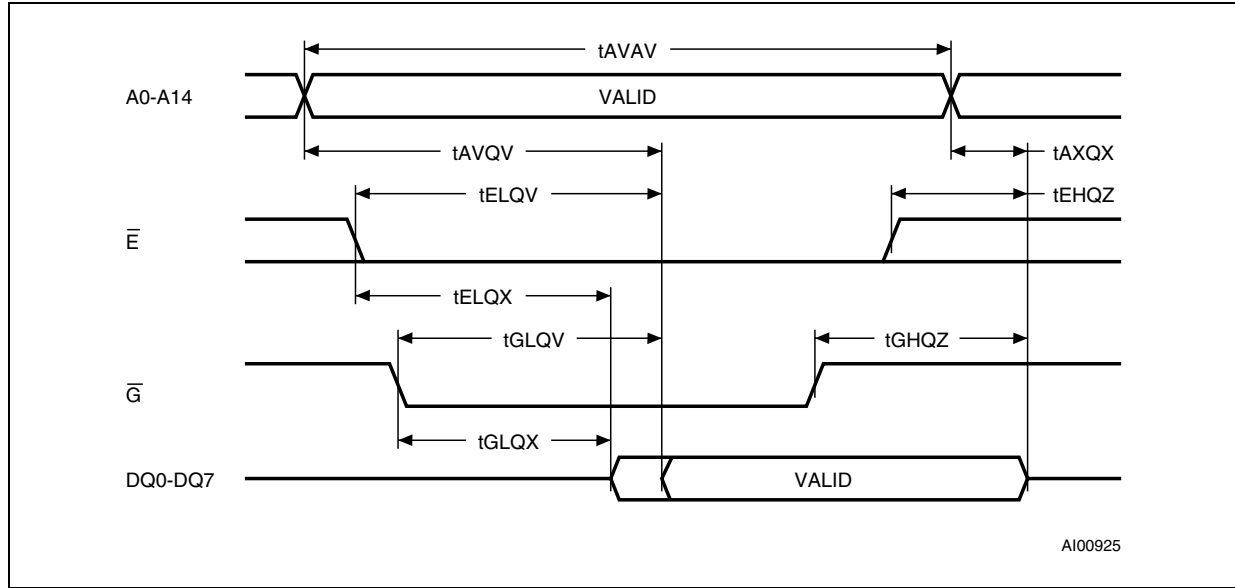 tAVAV
A0-A14
VALID
tAVQV
tAXQX
tELQV
tEHQZ
E̅
tELQX
tGLQV
tGHQZ
G̅
tGLQX
DQ0-DQ7
VALID
AI00925